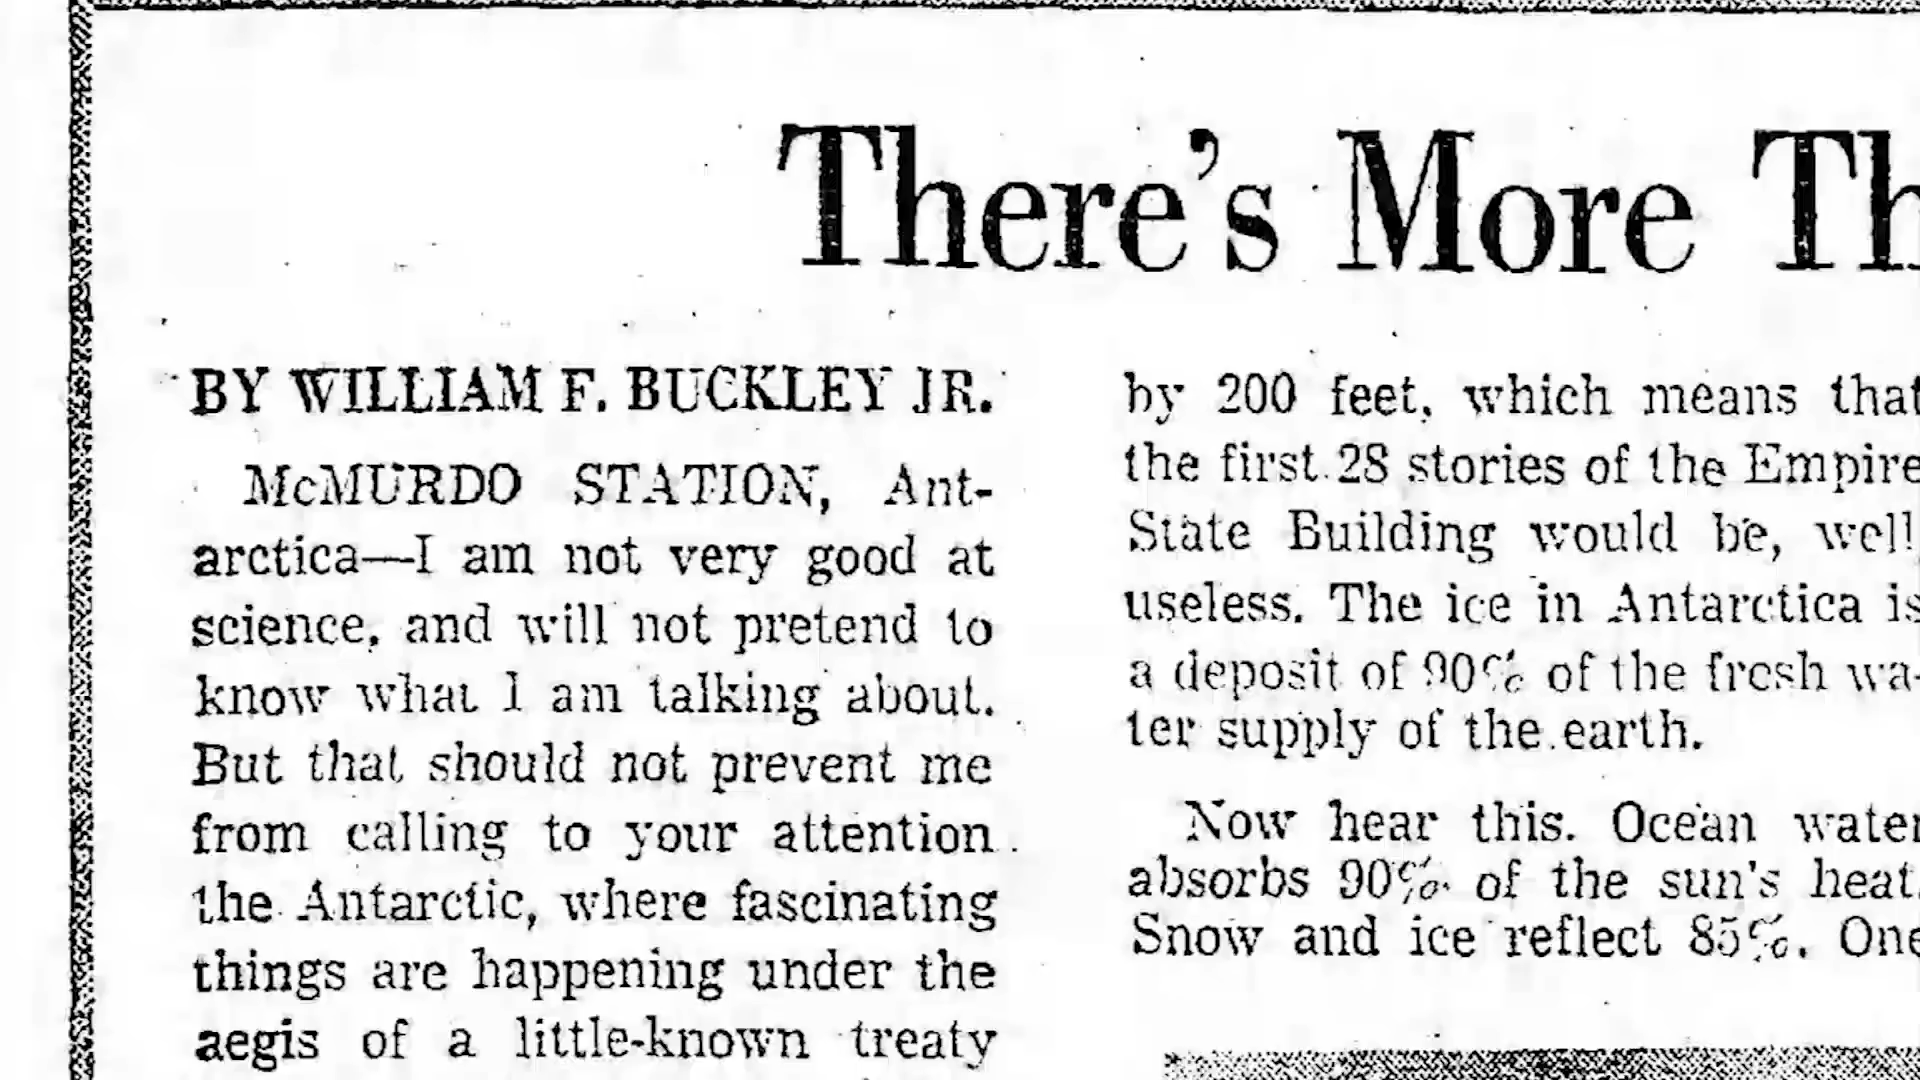 There's More Th
BY WILLIAM F. BUCKLEY JR.
McMURDO STATION, Ant-
arctica—I am not very good at
science, and will not pretend to
know what I am talking about.
But that should not prevent me
from calling to your attention
the Antarctic, where fascinating
things are happening under the
aegis of a little-known treaty
by 200 feet, which means that
the first 28 stories of the Empire
State Building would be, well
useless. The ice in Antarctica is
a deposit of 90% of the fresh wa-
ter supply of the earth.
Now hear this. Ocean water
absorbs 90% of the sun's heat.
Snow and ice reflect 85%. One